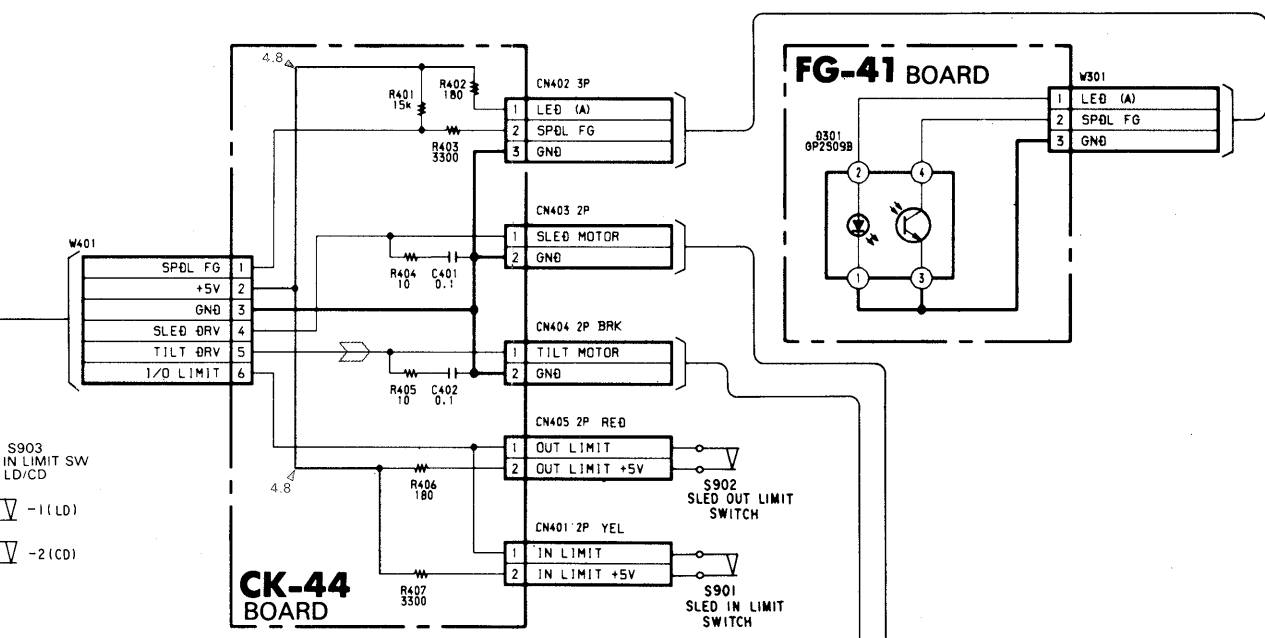 4.8
R401
15k
R402
180
R403
3300
CN402 3P
1 LED (A)
2 SPDL FG
3 GND
FG-41 BOARD
W301
1 LED (A)
2 SPDL FG
3 GND
D301
GP2S09B
2
4
1
3
CN403 2P
1 SLED MOTOR
2 GND
R404
10
C401
0.1
W401
SPDL FG 1
+5V 2
GND 3
SLED DRV 4
TILT DRV 5
I/O LIMIT 6
CN404 2P BRK
1 TILT MOTOR
2 GND
R405
10
C402
0.1
CN405 2P RED
1 OUT LIMIT
2 OUT LIMIT +5V
R406
180
4.8
S902
SLED OUT LIMIT
SWITCH
S903
IN LIMIT SW
LD/CD
-1(LD)
-2(CD)
CN401 2P YEL
1 IN LIMIT
2 IN LIMIT +5V
R407
3300
S901
SLED IN LIMIT
SWITCH
CK-44
BOARD